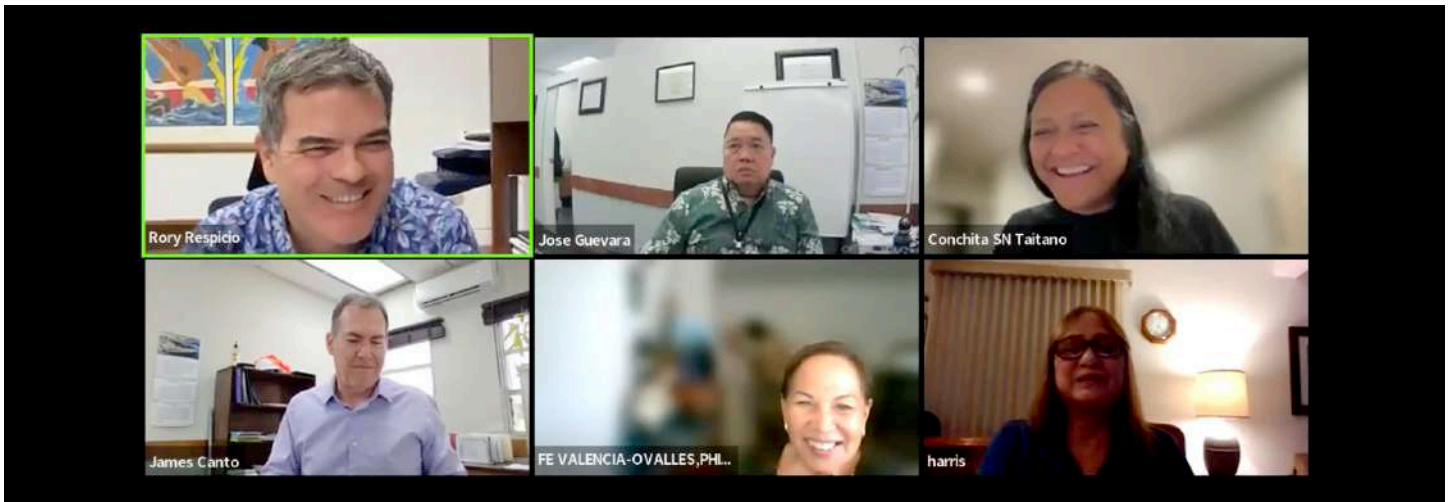 Rory Respicio
Jose Guevara
Conchita SN Taitano
James Canto
FE VALENCIA-OVALLES,PHI...
harris